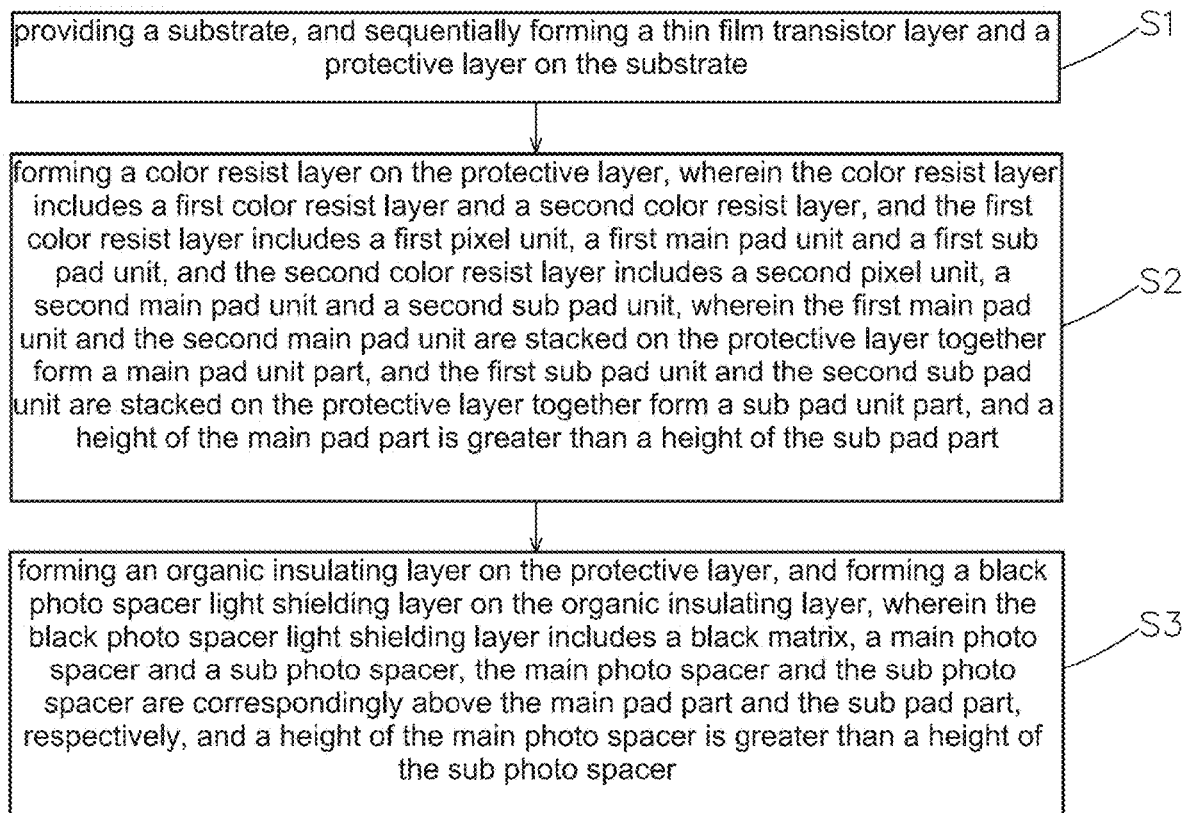 providing a substrate, and sequentially forming a thin film transistor layer and a
protective layer on the substrate
S1
forming a color resist layer on the protective layer, wherein the color resist layer
includes a first color resist layer and a second color resist layer, and the first
color resist layer includes a first pixel unit, a first main pad unit and a first sub
pad unit, and the second color resist layer includes a second pixel unit, a
second main pad unit and a second sub pad unit, wherein the first main pad
unit and the second main pad unit are stacked on the protective layer together
form a main pad unit part, and the first sub pad unit and the second sub pad
unit are stacked on the protective layer together form a sub pad unit part, and a
height of the main pad part is greater than a height of the sub pad part
S2
forming an organic insulating layer on the protective layer, and forming a black
photo spacer light shielding layer on the organic insulating layer, wherein the
black photo spacer light shielding layer includes a black matrix, a main photo
spacer and a sub photo spacer, the main photo spacer and the sub photo
spacer are correspondingly above the main pad part and the sub pad part,
respectively, and a height of the main photo spacer is greater than a height of
the sub photo spacer
S3